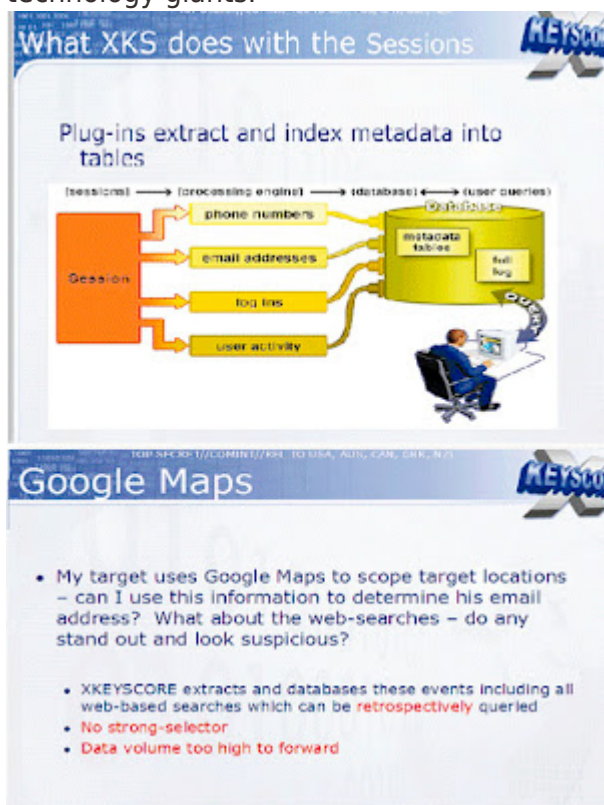 technology giants.
What XKS does with the Sessions
KEYSCO
Plug-ins extract and index metadata into
tables
(sessions) (processing engine) (database) (user queries)
Database
phone numbers
metadata
tables
email addresses
full
log
Session
log ins
QUERY
user activity
TOP SECRET//COMINT//REL TO USA, AUS, CAN, GBR, NZL
Google Maps
KEYSCO
• My target uses Google Maps to scope target locations
– can I use this information to determine his email
address? What about the web-searches – do any
stand out and look suspicious?
• XKEYSCORE extracts and databases these events including all
web-based searches which can be retrospectively queried
• No strong-selector
• Data volume too high to forward